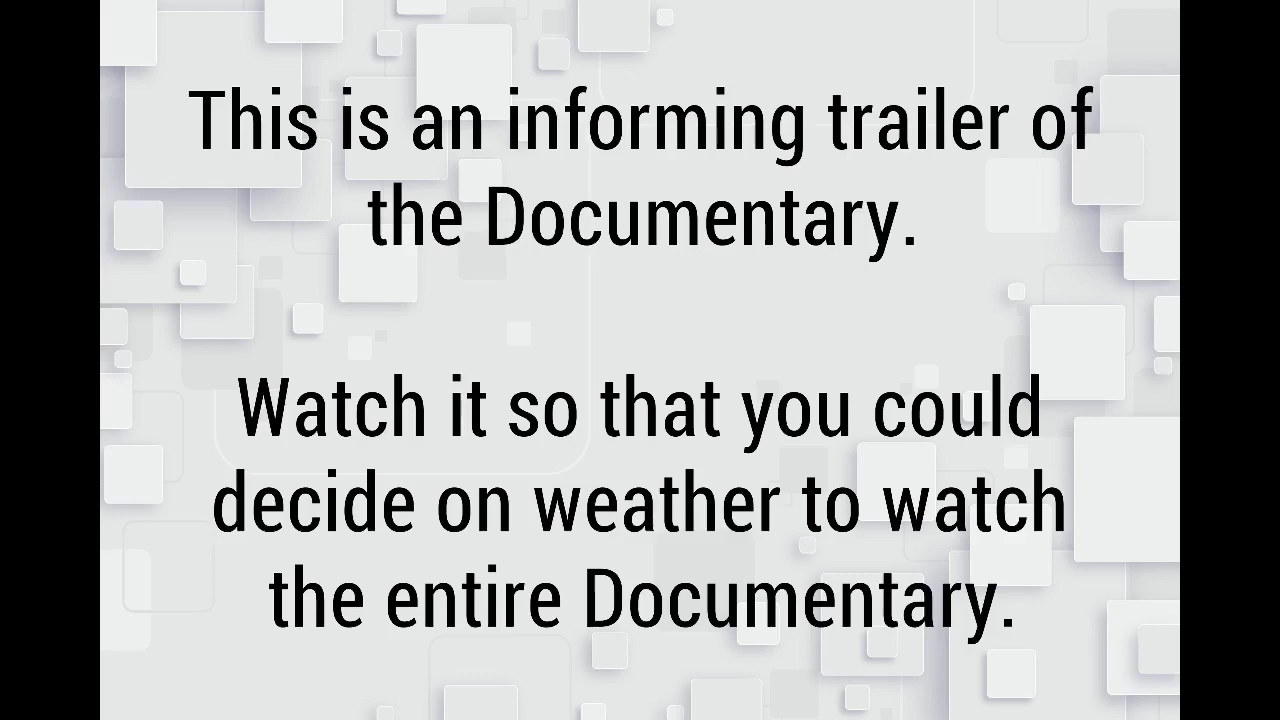 This is an informing trailer of
the Documentary.
Watch it so that you could
decide on weather to watch
the entire Documentary.